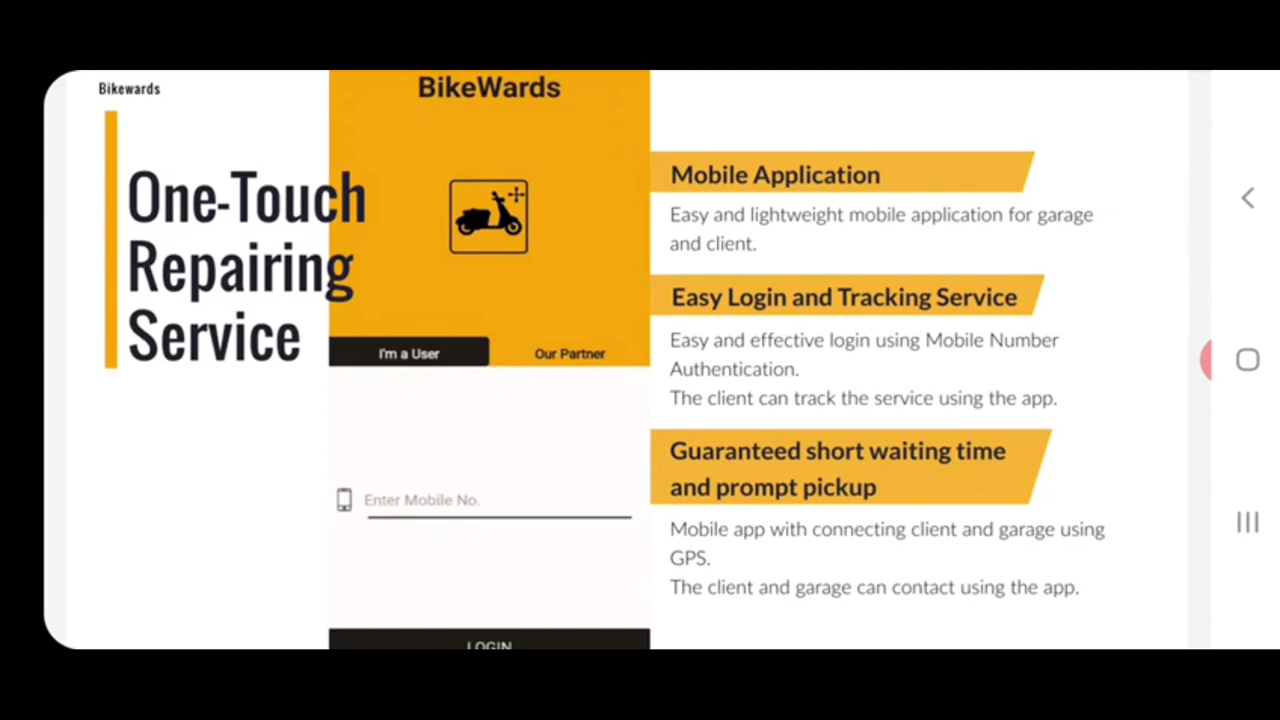 Bikewards
One-Touch
Repairing
Service
BikeWards
I'm a User
Our Partner
Enter Mobile No.
LOGIN
Mobile Application
Easy and lightweight mobile application for garage
and client.
Easy Login and Tracking Service
Easy and effective login using Mobile Number
Authentication.
The client can track the service using the app.
Guaranteed short waiting time
and prompt pickup
Mobile app with connecting client and garage using
GPS.
The client and garage can contact using the app.